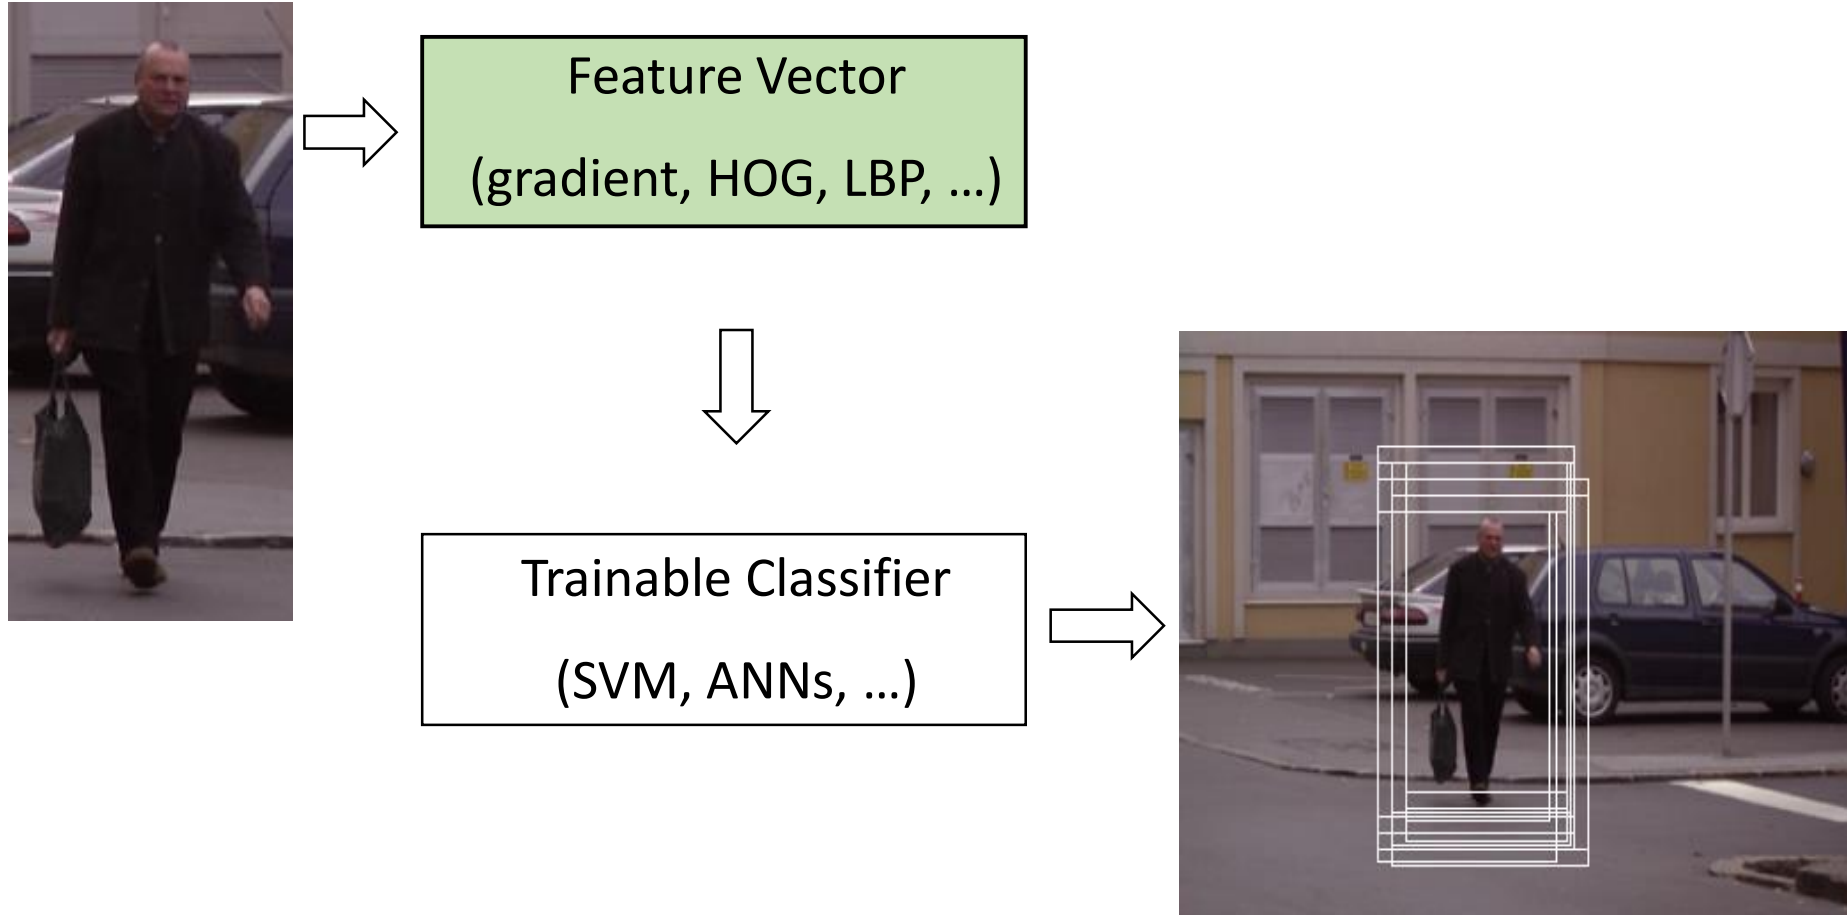 Feature Vector
(gradient, HOG, LBP, …)
Trainable Classifier
(SVM, ANNs, …)